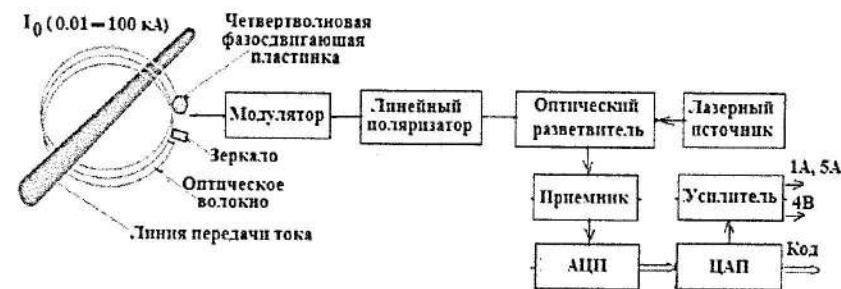 I₀ (0.01 – 100 кА)
Четвертволновая
фазосдвигающая
пластинка
Модулятор
Линейный
поляризатор
Оптический
разветвитель
Лазерный
источник
Зеркало
Оптическое
волокно
Линия передачи тока
Приемник
Усилитель
1А, 5А
4В
АЦП
ЦАП
Код